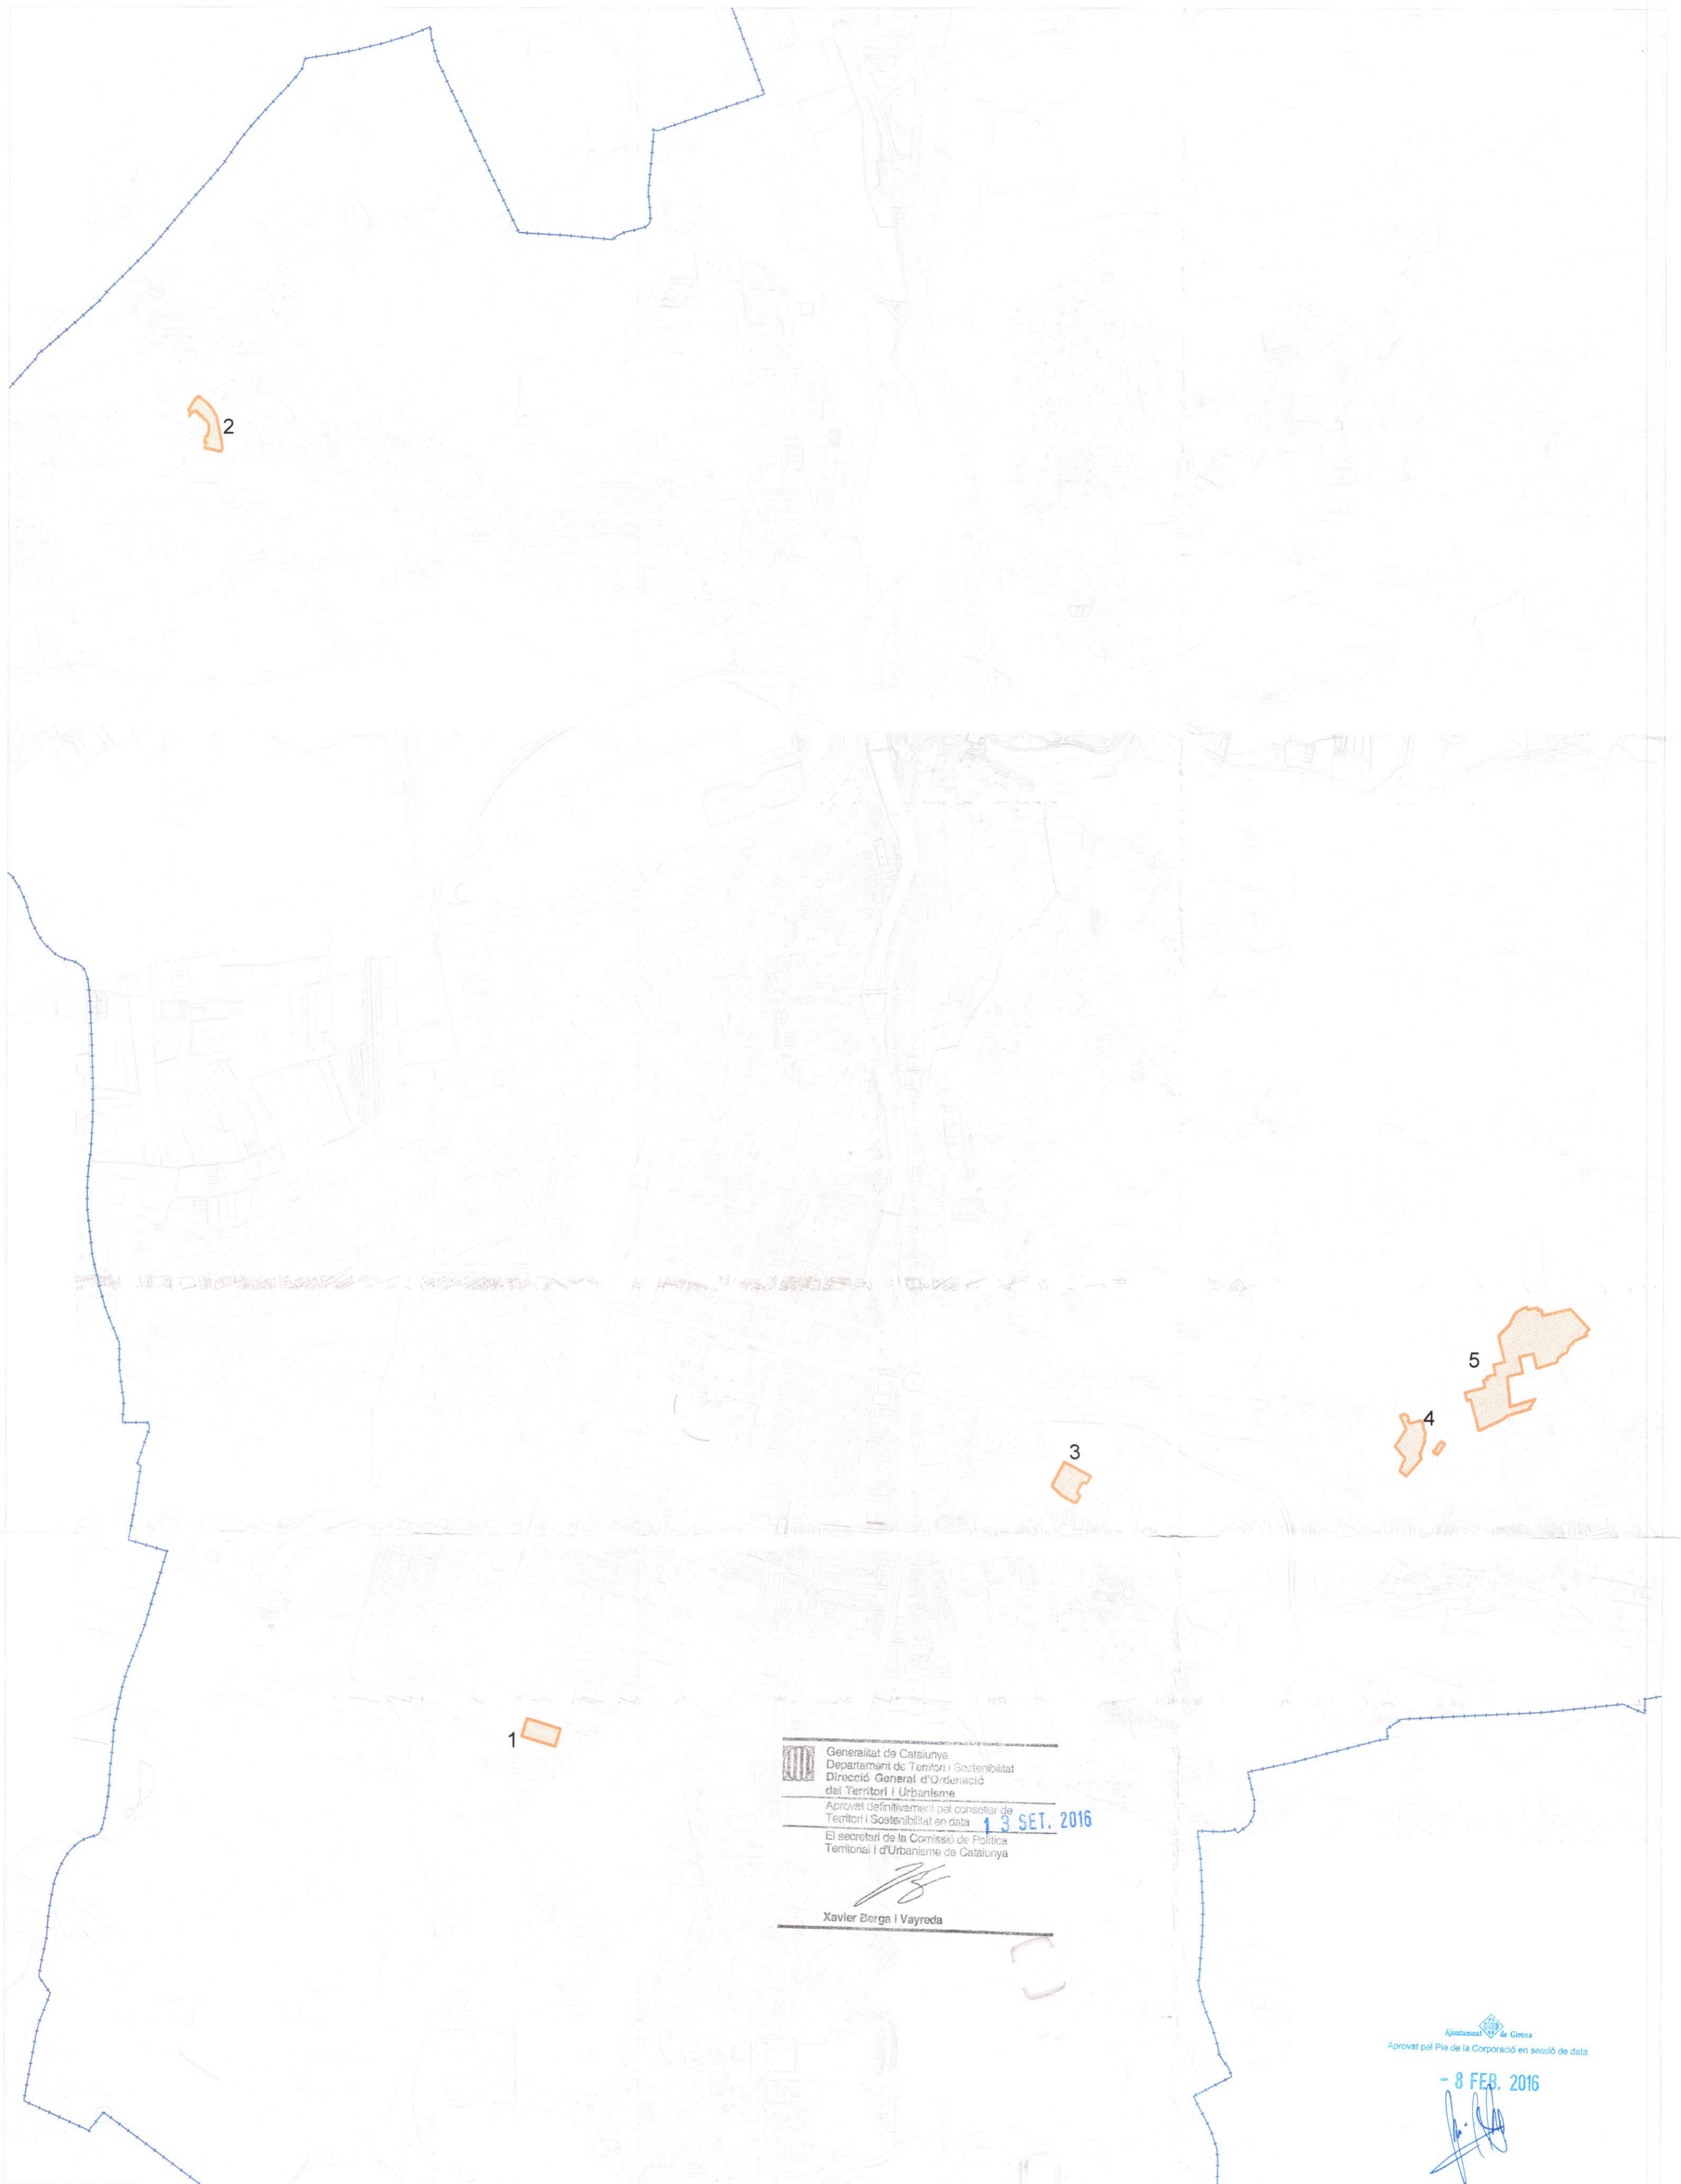 2
5
4
3
1
Generalitat de Catalunya
Departament de Territori i Sostenibilitat
Direcció General d'Ordenació
del Territori i Urbanisme
Aprovat definitivament pel conseller de
Territori i Sostenibilitat en data 13 SET. 2016
El secretari de la Comissió de Política
Territorial i d'Urbanisme de Catalunya
Xavier Berga i Vayreda
Ajuntament de Girona
Aprovat pel Ple de la Corporació en sessió de data
- 8 FEB. 2016